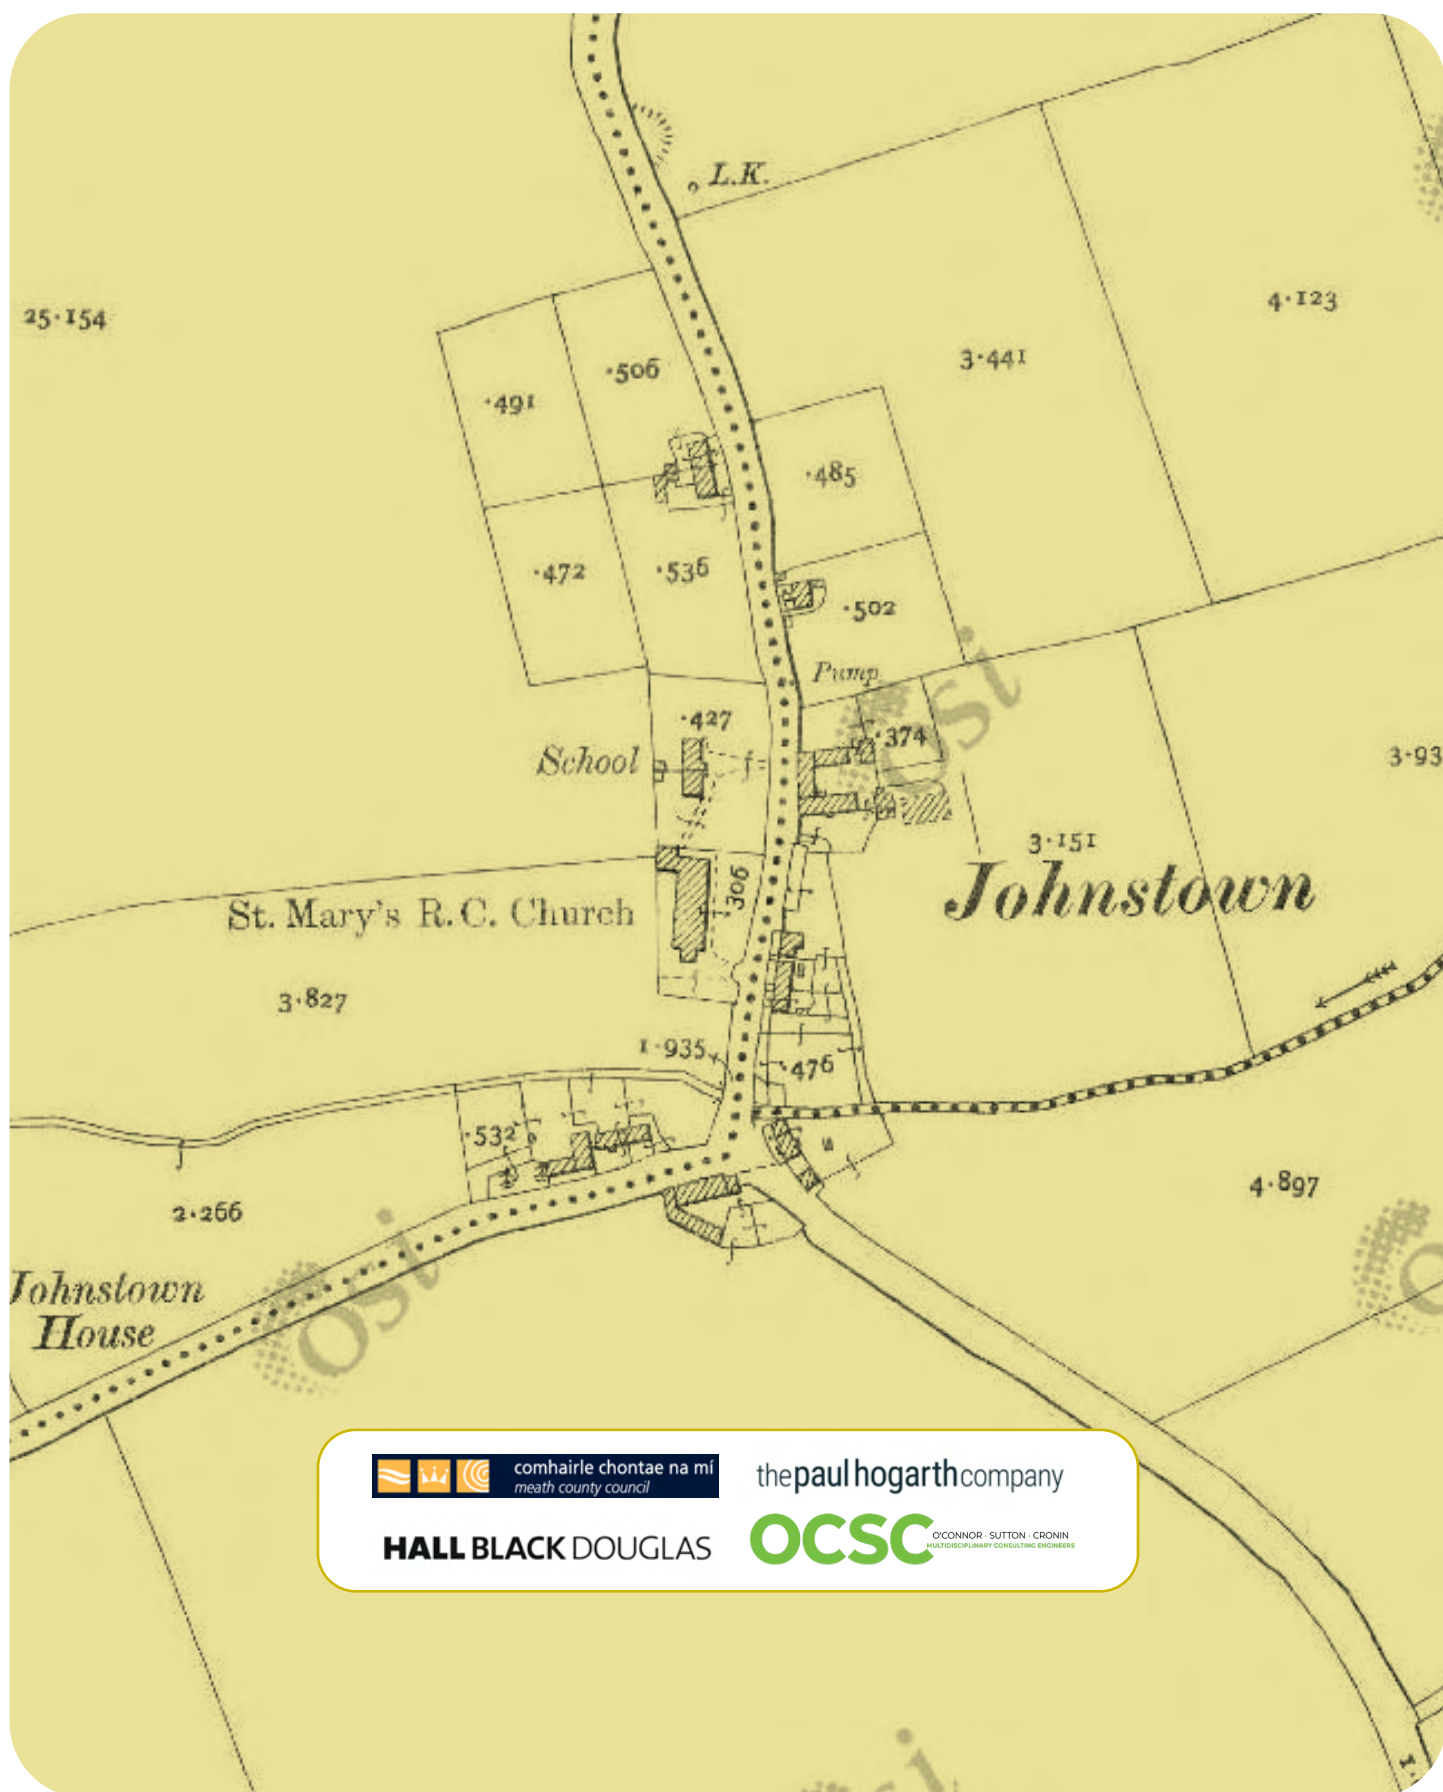 L.K.
4·123
25·154
3·441
·506
·491
·485
·472
·536
·502
Pump
·427
·374
School
3·93
3·151
306
Johnstown
St. Mary's R.C. Church
3·827
1·935
·476
·532
4·897
2·266
Johnstown
House
osi
osi
osi
comhairle chontae na mí
meath county council
thepaulhogarthcompany
HALL BLACK DOUGLAS
OCSC
O'CONNOR · SUTTON · CRONIN
MULTIDISCIPLINARY CONSULTING ENGINEERS